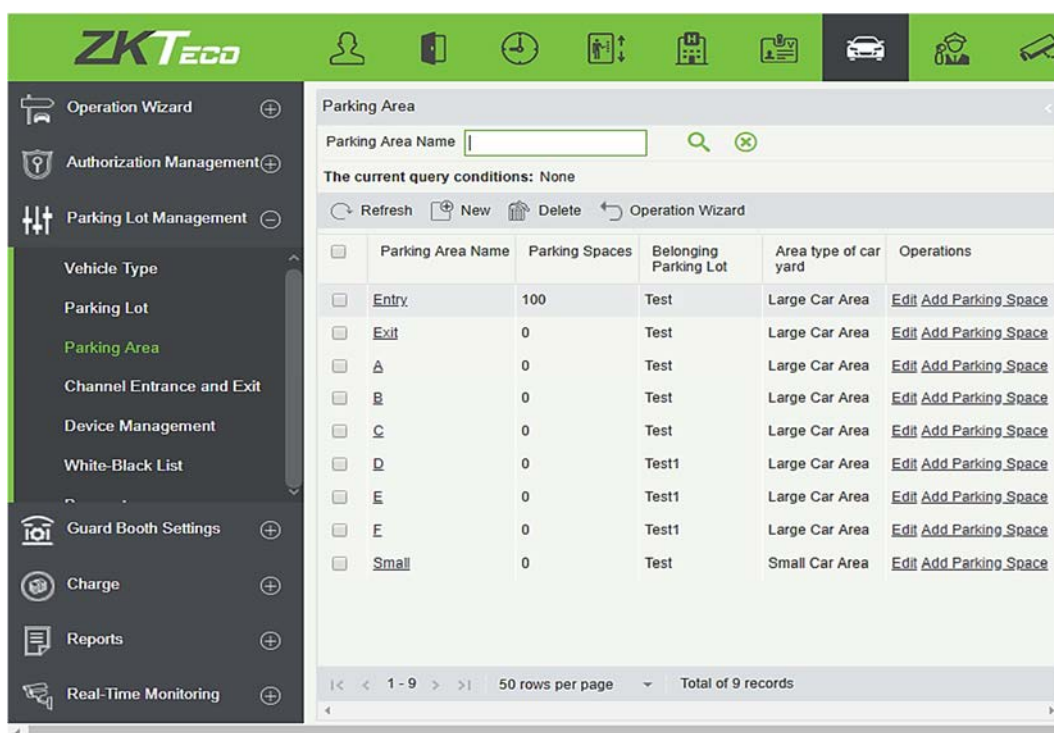 ZKTECO
Operation Wizard
Authorization Management
Parking Lot Management
Vehicle Type
Parking Lot
Parking Area
Channel Entrance and Exit
Device Management
White-Black List
Guard Booth Settings
Charge
Reports
Real-Time Monitoring
Parking Area
Parking Area Name
The current query conditions: None
Refresh New Delete Operation Wizard
Parking Area Name Parking Spaces Belonging Parking Lot Area type of car yard Operations
Entry 100 Test Large Car Area Edit Add Parking Space
Exit 0 Test Large Car Area Edit Add Parking Space
A 0 Test Large Car Area Edit Add Parking Space
B 0 Test Large Car Area Edit Add Parking Space
C 0 Test Large Car Area Edit Add Parking Space
D 0 Test1 Large Car Area Edit Add Parking Space
E 0 Test1 Large Car Area Edit Add Parking Space
F 0 Test1 Large Car Area Edit Add Parking Space
Small 0 Test Small Car Area Edit Add Parking Space
1 - 9 50 rows per page Total of 9 records